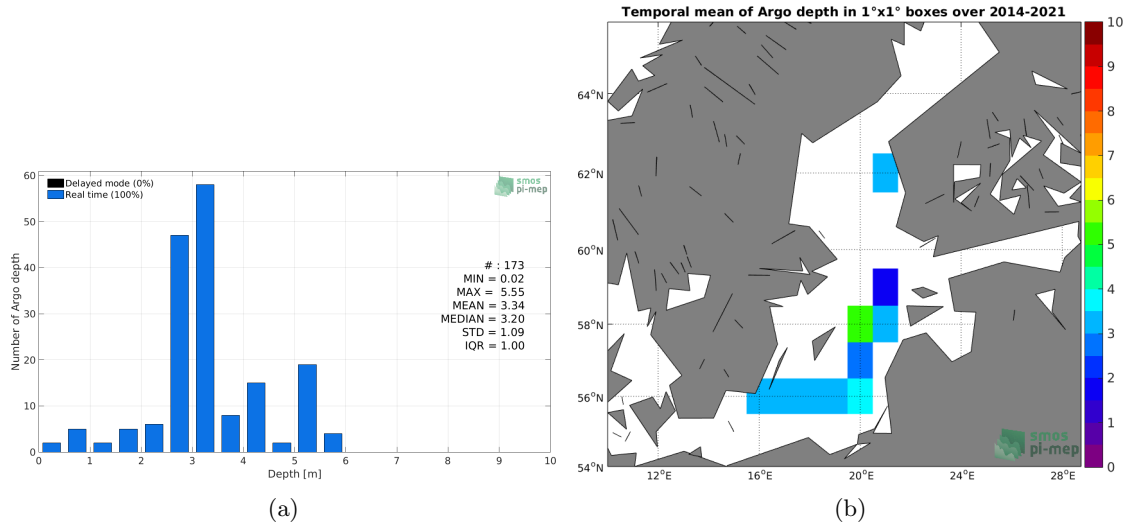 Delayed mode (0%)
Real time (100%)
smos
pi-mep
# : 173
MIN = 0.02
MAX = 5.55
MEAN = 3.34
MEDIAN = 3.20
STD = 1.09
IQR = 1.00
Number of Argo depth
60
50
40
30
20
10
0
0 1 2 3 4 5 6 7 8 9 10
Depth [m]
(a)
Temporal mean of Argo depth in 1°x1° boxes over 2014-2021
64°N
62°N
60°N
58°N
56°N
54°N
12°E 16°E 20°E 24°E 28°E
10
9
8
7
6
5
4
3
2
1
0
smos
pi-mep
(b)